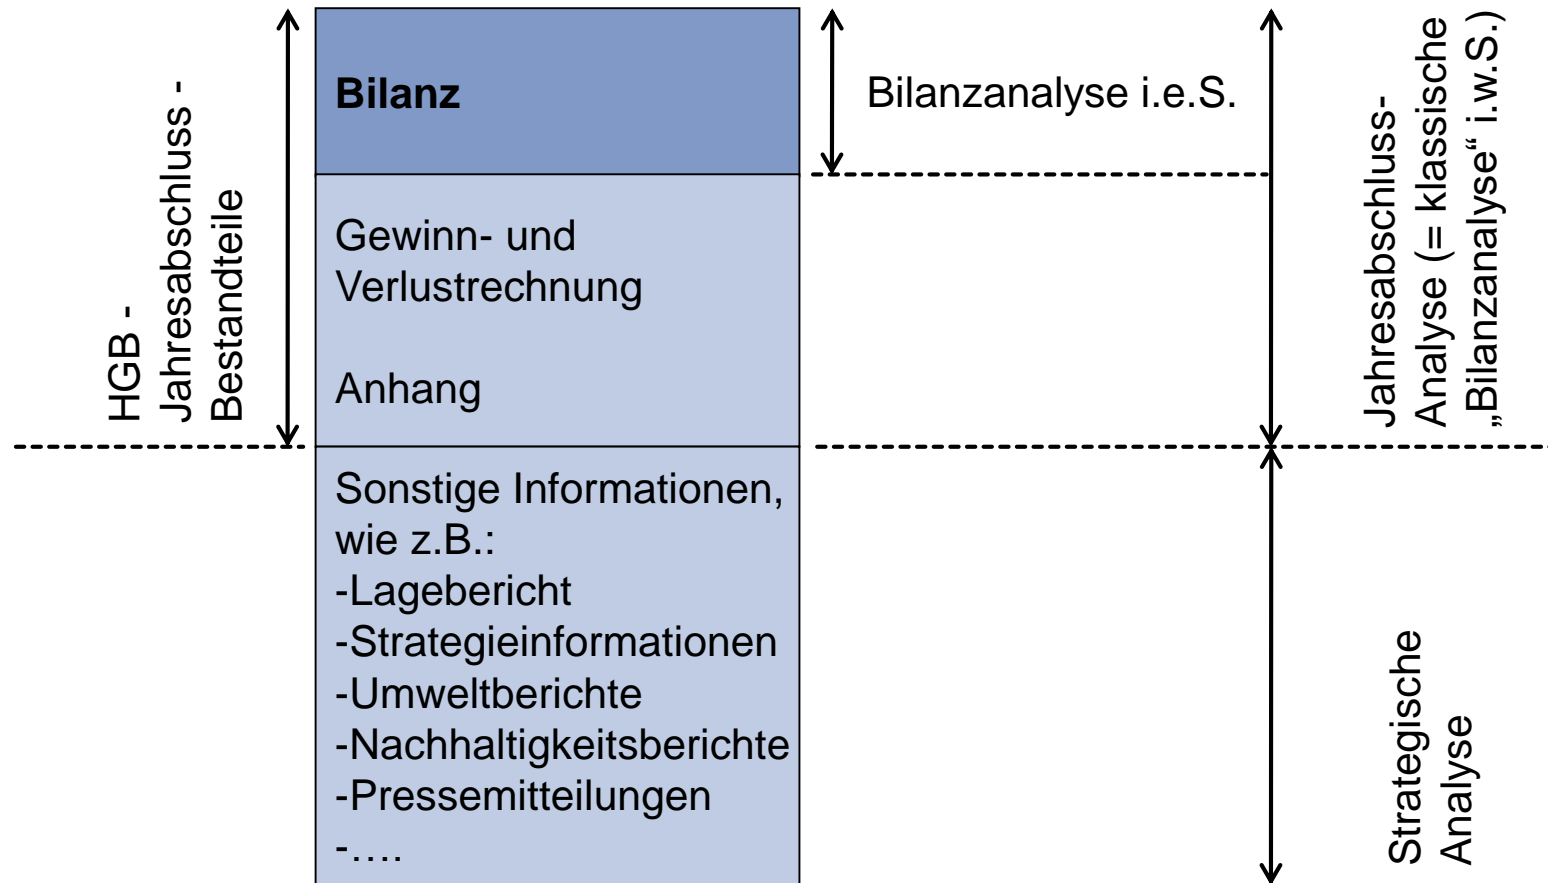 HGB -
Jahresabschluss -
Bestandteile
Bilanz
Gewinn- und
Verlustrechnung
Anhang
Sonstige Informationen,
wie z.B.:
-Lagebericht
-Strategieinformationen
-Umweltberichte
-Nachhaltigkeitsberichte
-Pressemitteilungen
-….
Bilanzanalyse i.e.S.
Jahresabschluss-
Analyse (= klassische
„Bilanzanalyse“ i.w.S.)
Strategische
Analyse